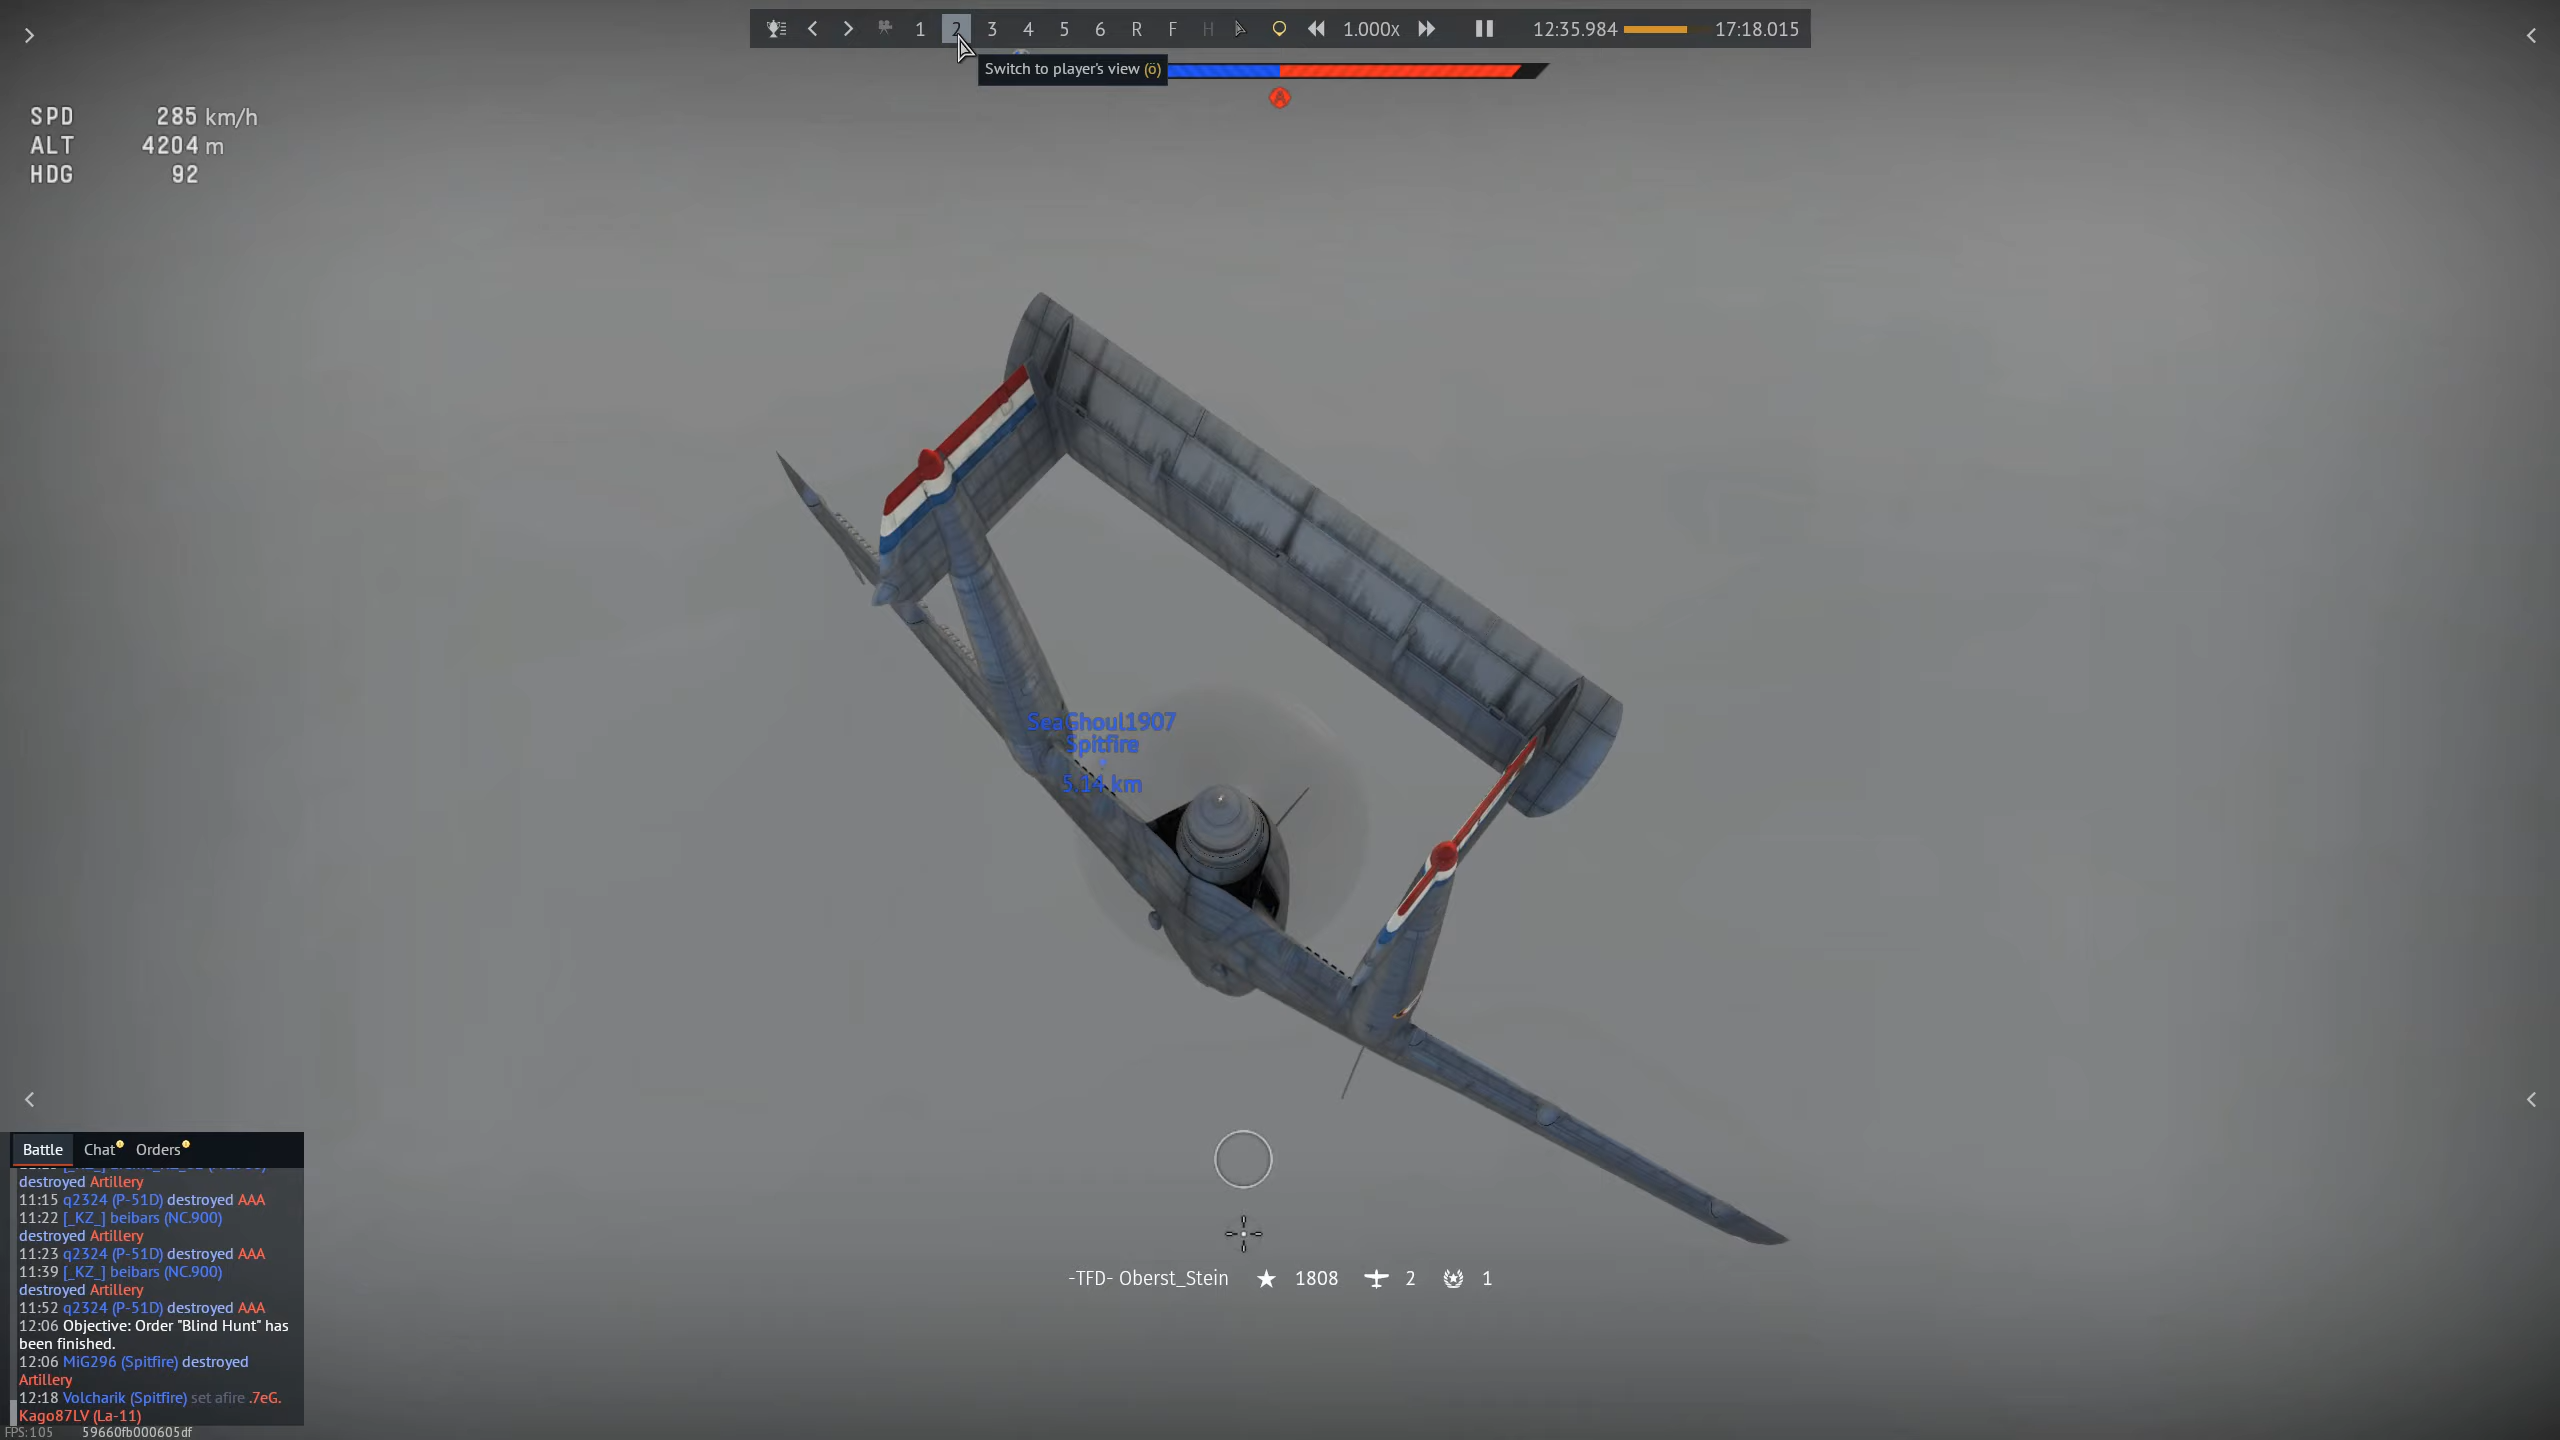 1 2 3 4 5 6 R F H 1.000x 12:35.984 17:18.015
Switch to player's view (ö)
A
SPD 285 km/h
ALT 4204 m
HDG 92
SeaGhoul1907
Spitfire
5.14 km
Battle Chat Orders
destroyed Artillery
11:15 q2324 (P-51D) destroyed AAA
11:22 [_KZ_] beibars (NC.900)
destroyed Artillery
11:23 q2324 (P-51D) destroyed AAA
11:39 [_KZ_] beibars (NC.900)
destroyed Artillery
11:52 q2324 (P-51D) destroyed AAA
12:06 Objective: Order "Blind Hunt" has
been finished.
12:06 MiG296 (Spitfire) destroyed
Artillery
12:18 Volcharik (Spitfire) set afire .7eG.
Kago87LV (La-11)
-TFD- Oberst_Stein 1808 2 1
FPS:105 59660fb000605df